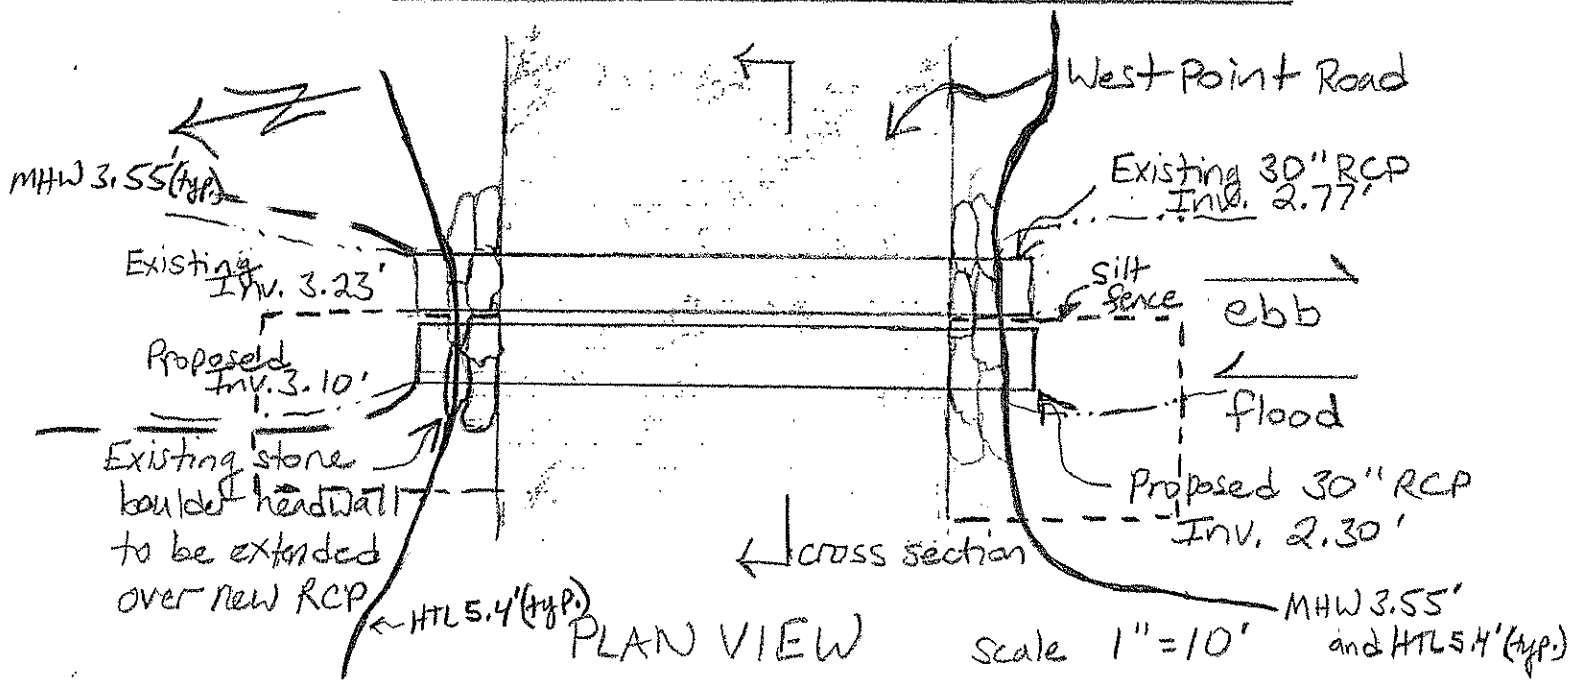 West Point Road
MHW 3.55'(typ.)
Existing 30" RCP
Inv. 2.77'
Existing
Inv. 3.23'
silt
fence
ebb
Proposed
Inv. 3.10'
flood
Existing stone
boulder headwall
to be extended
over new RCP
Proposed 30" RCP
Inv. 2.30'
cross section
HTL 5.4'(typ.)
PLAN VIEW
scale 1"=10'
MHW 3.55'
and HTL 5.4'(typ.)